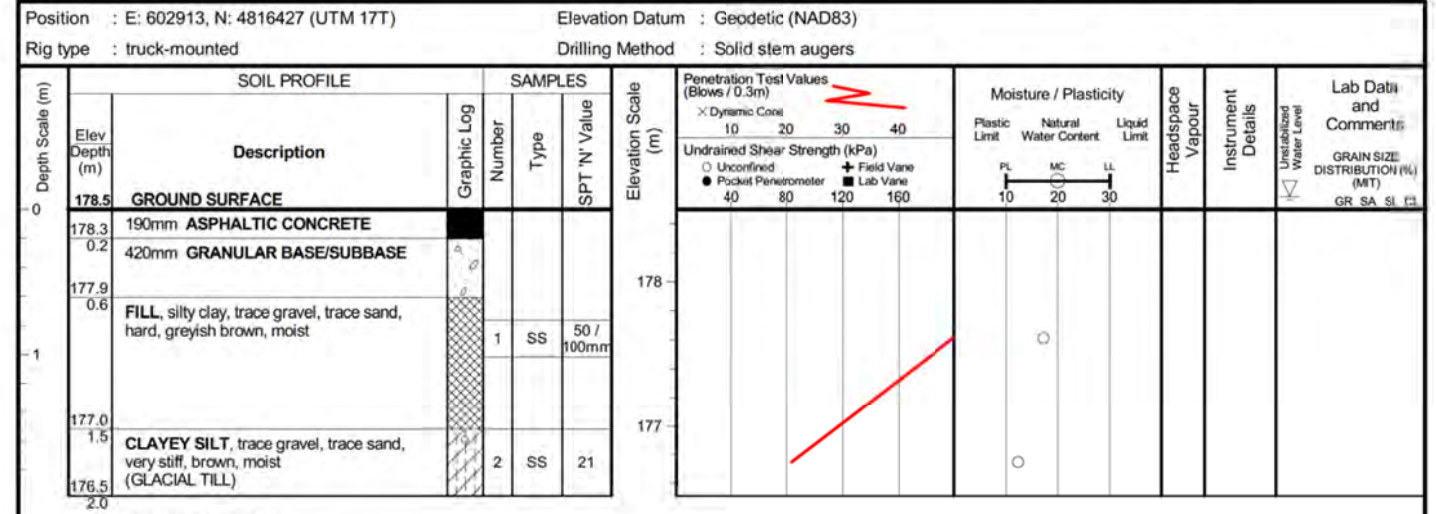 Position : E: 602913, N: 4816427 (UTM 17T) Elevation Datum : Geodetic (NAD83)
Rig type : truck-mounted Drilling Method : Solid stem augers
Depth Scale (m)
SOIL PROFILE
Elev
Depth
(m)
Description
178.5 GROUND SURFACE
Graphic Log
SAMPLES
Number
Type
SPT 'N' Value
Elevation Scale
(m)
Penetration Test Values
(Blows / 0.3m)
× Dynamic Cone
10 20 30 40
Undrained Shear Strength (kPa)
○ Unconfined + Field Vane
● Pocket Penetrometer ■ Lab Vane
40 80 120 160
Moisture / Plasticity
Plastic Natural Liquid
Limit Water Content Limit
PL MC LL
10 20 30
Headspace
Vapour
Instrument
Details
Unstabilized
Water Level
Lab Data
and
Comments
GRAIN SIZE
DISTRIBUTION (%)
(MIT)
GR SA SI CL
0
178.3 190mm ASPHALTIC CONCRETE
0.2
420mm GRANULAR BASE/SUBBASE
178
177.9
0.6
FILL, silty clay, trace gravel, trace sand,
hard, greyish brown, moist
1 SS 50 /
100mm
1
177.0
1.5
177
CLAYEY SILT, trace gravel, trace sand,
very stiff, brown, moist
(GLACIAL TILL)
2 SS 21
176.5
2.0